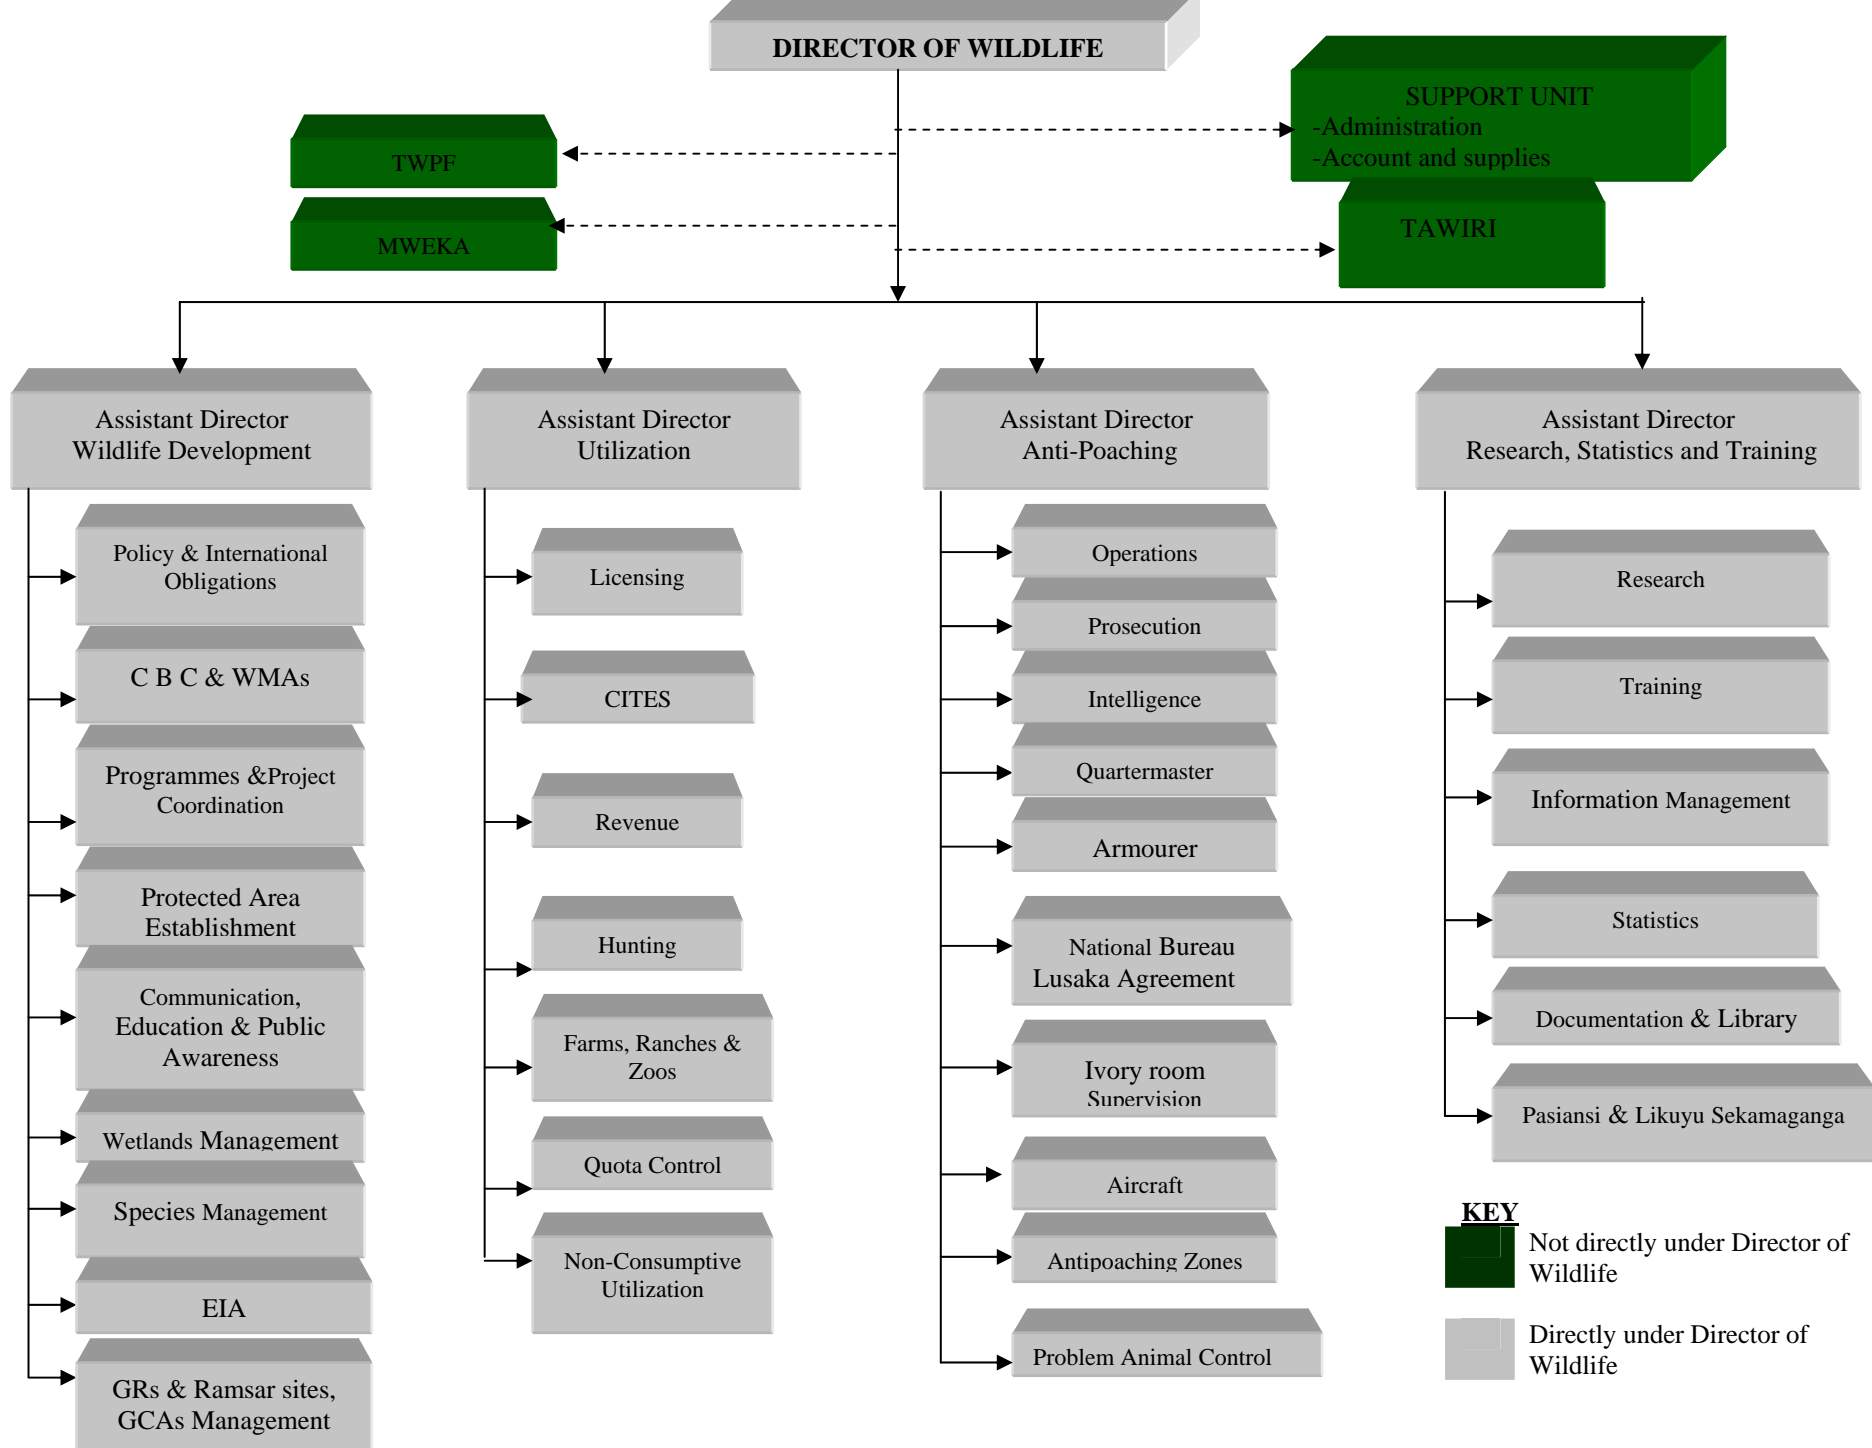 DIRECTOR OF WILDLIFE
SUPPORT UNIT
-Administration
-Account and supplies
TWPF
MWEKA
TAWIRI
Assistant Director
Wildlife Development
Policy & International
Obligations
C B C & WMAs
Programmes &Project
Coordination
Protected Area
Establishment
Communication,
Education & Public
Awareness
Wetlands Management
Species Management
EIA
GRs & Ramsar sites,
GCAs Management
Assistant Director
Utilization
Licensing
CITES
Revenue
Hunting
Farms, Ranches &
Zoos
Quota Control
Non-Consumptive
Utilization
Assistant Director
Anti-Poaching
Operations
Prosecution
Intelligence
Quartermaster
Armourer
National Bureau
Lusaka Agreement
Ivory room
Supervision
Aircraft
Antipoaching Zones
Problem Animal Control
Assistant Director
Research, Statistics and Training
Research
Training
Information Management
Statistics
Documentation & Library
Pasiansi & Likuyu Sekamaganga
KEY
Not directly under Director of
Wildlife
Directly under Director of
Wildlife